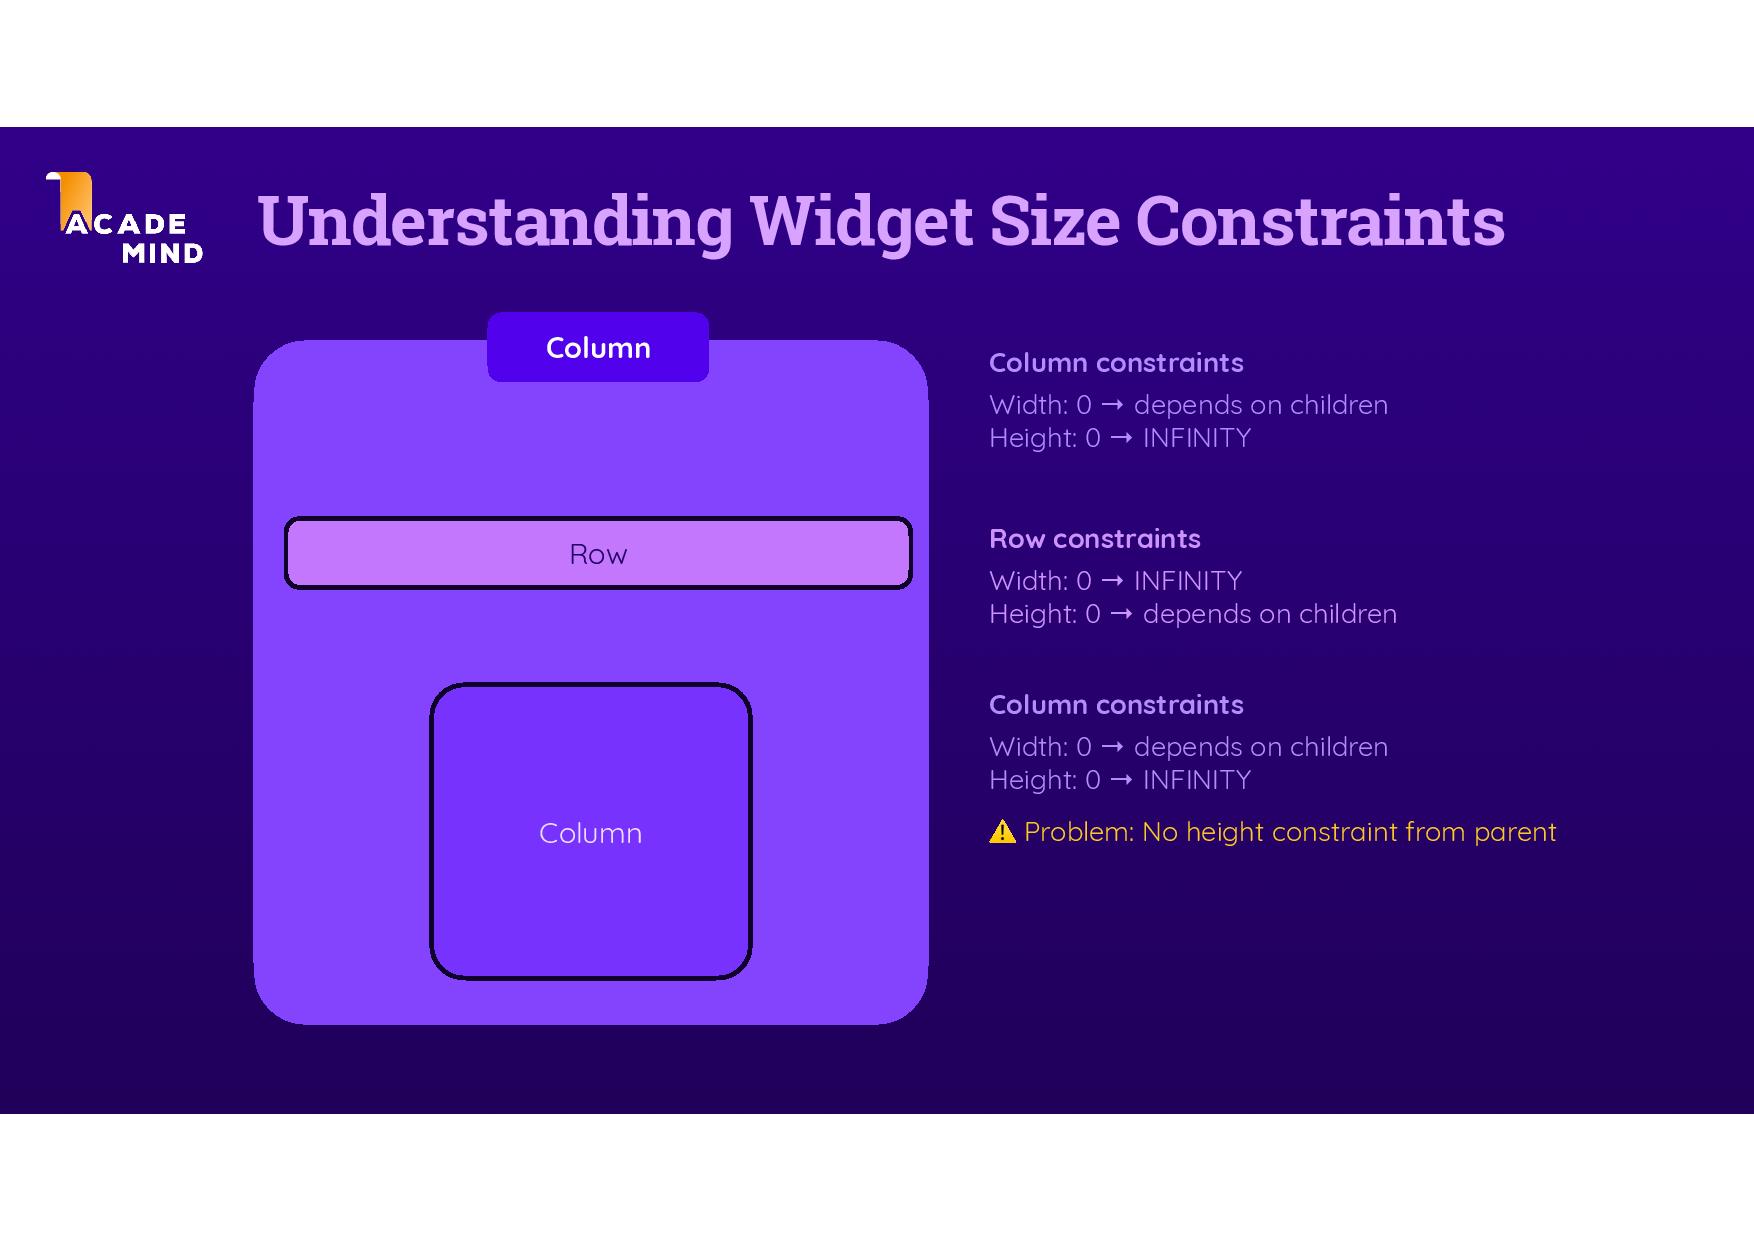 ACADE
MIND
Understanding Widget Size Constraints
Column
Column constraints
Width: 0 → depends on children
Height: 0 → INFINITY
Row
Row constraints
Width: 0 → INFINITY
Height: 0 → depends on children
Column
Column constraints
Width: 0 → depends on children
Height: 0 → INFINITY
⚠ Problem: No height constraint from parent